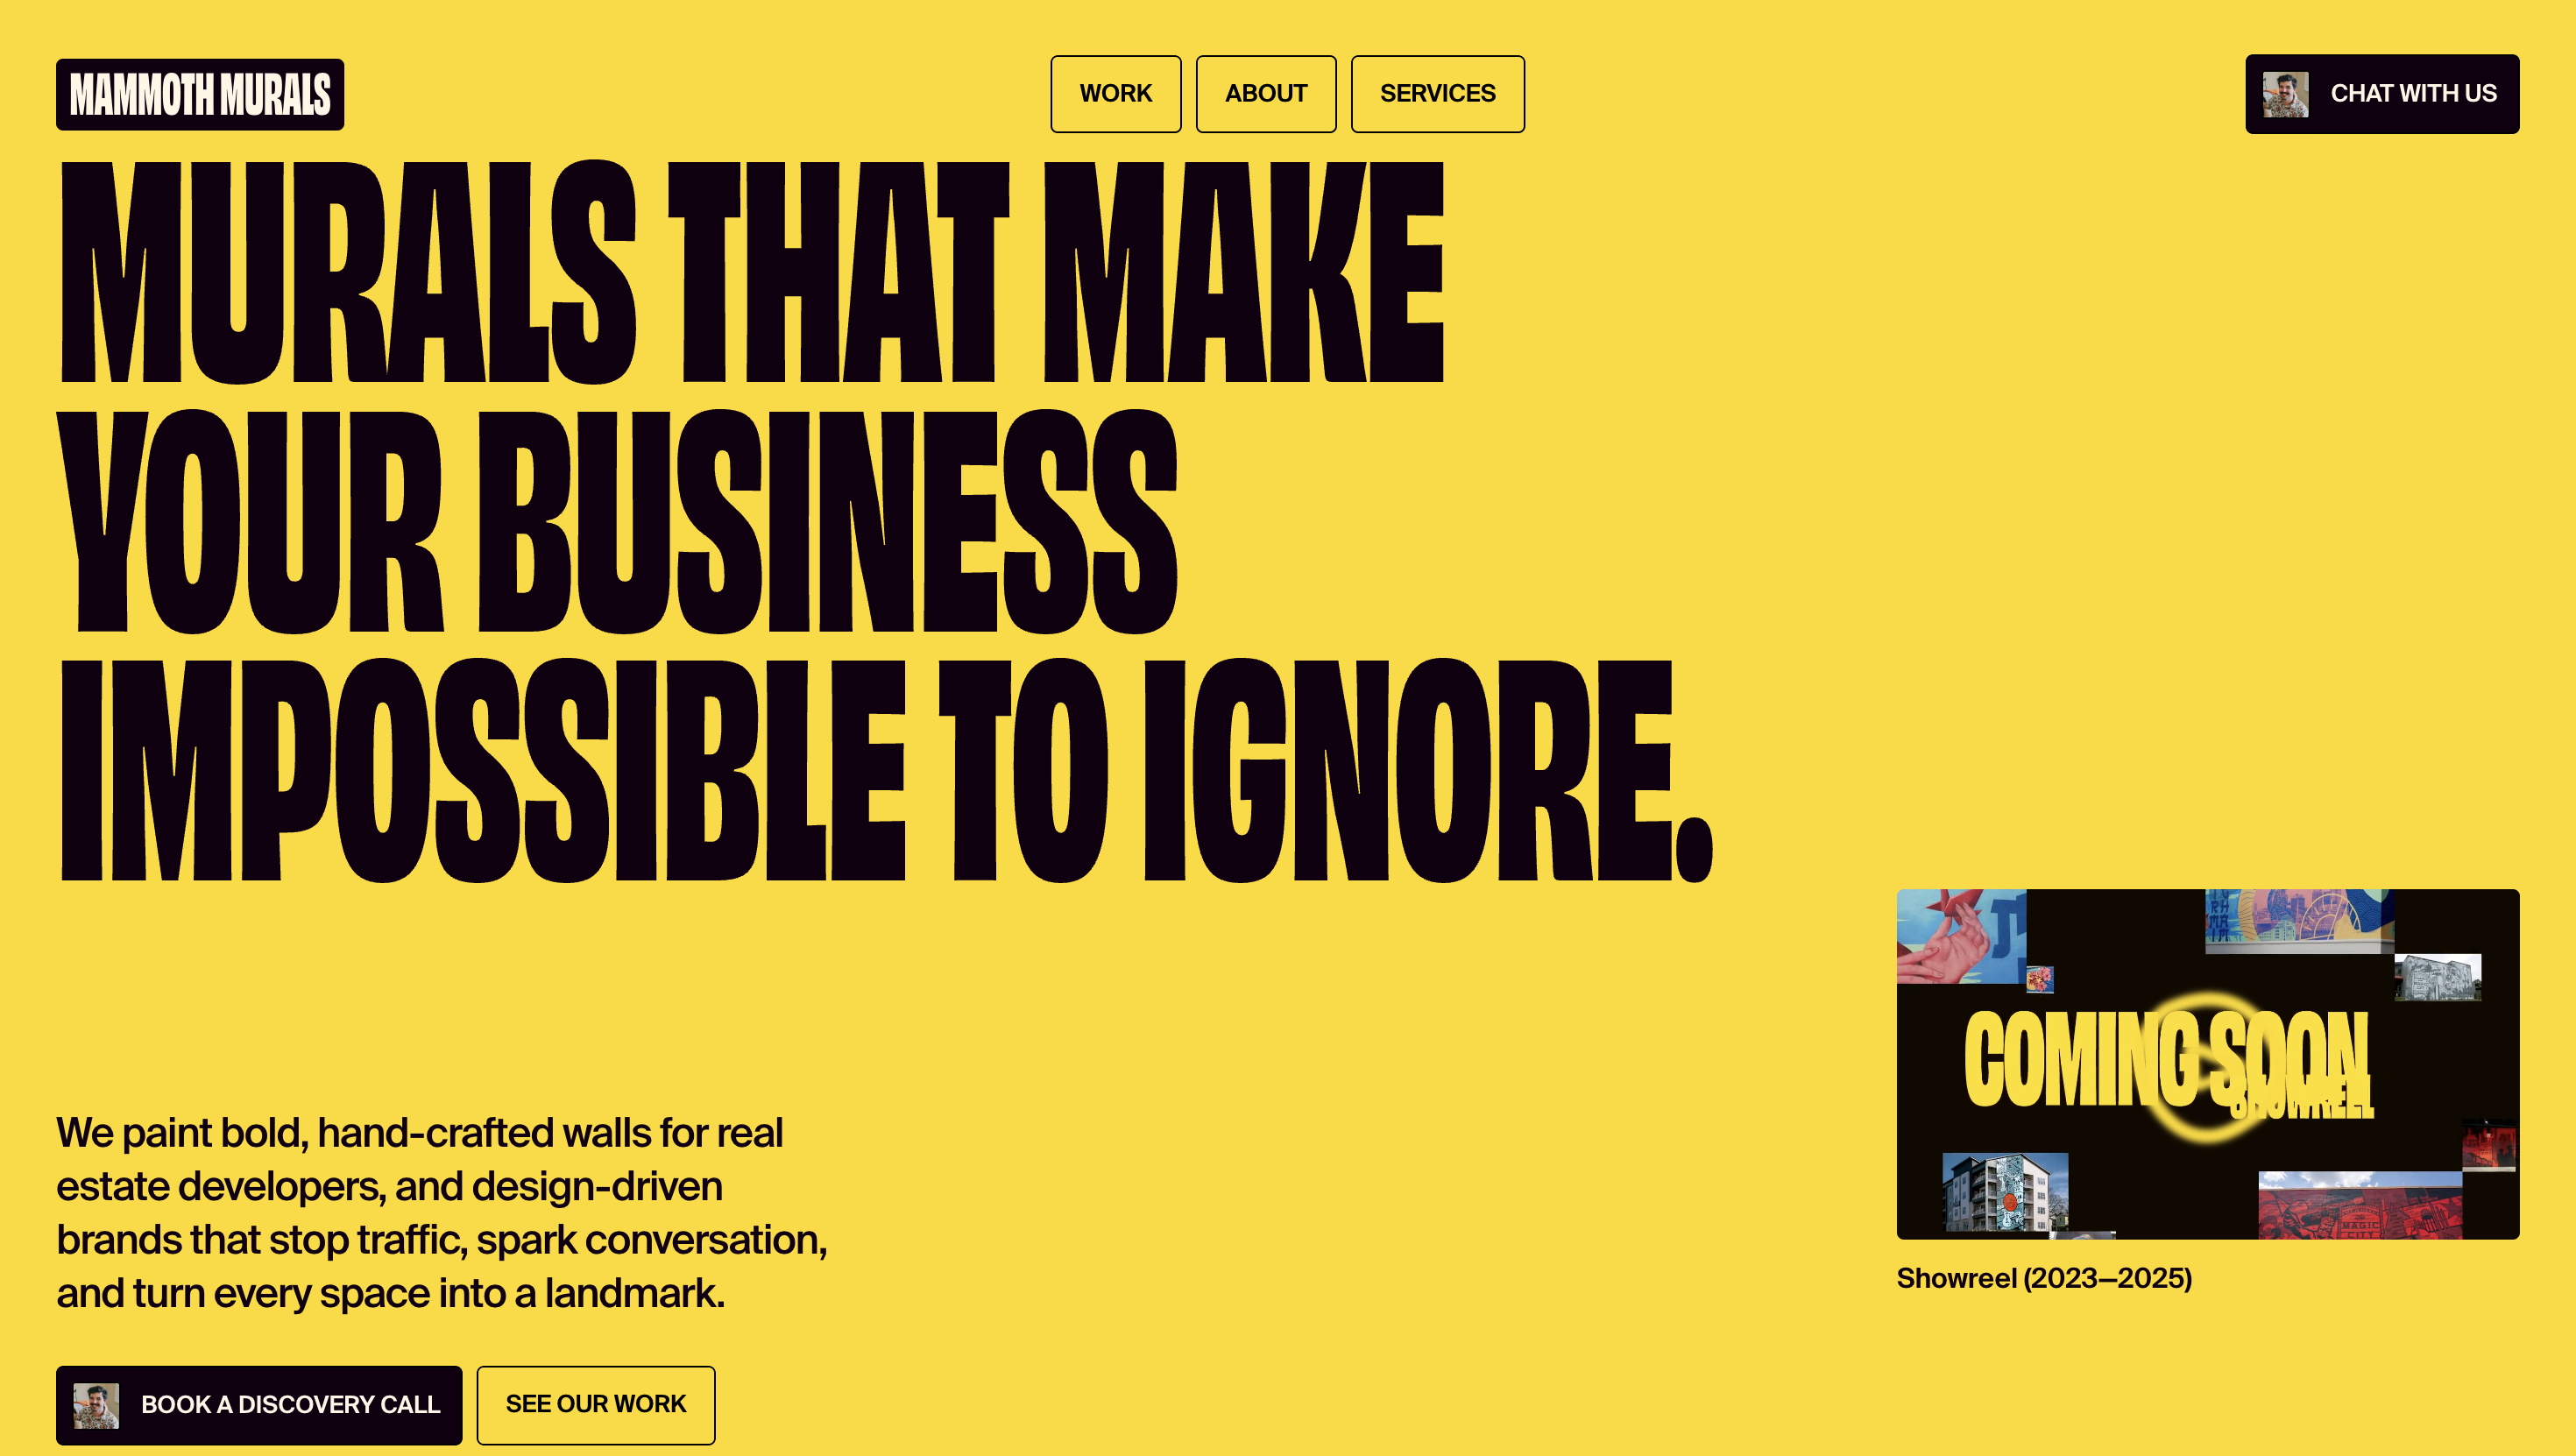 MAMMOTH MURALS
WORK
ABOUT
SERVICES
CHAT WITH US
MURALS THAT MAKE
YOUR BUSINESS
IMPOSSIBLE TO IGNORE.
COMING SOON
SHOWREEL
MAGIC
CITY
Showreel (2023—2025)
We paint bold, hand-crafted walls for real
estate developers, and design-driven
brands that stop traffic, spark conversation,
and turn every space into a landmark.
BOOK A DISCOVERY CALL
SEE OUR WORK